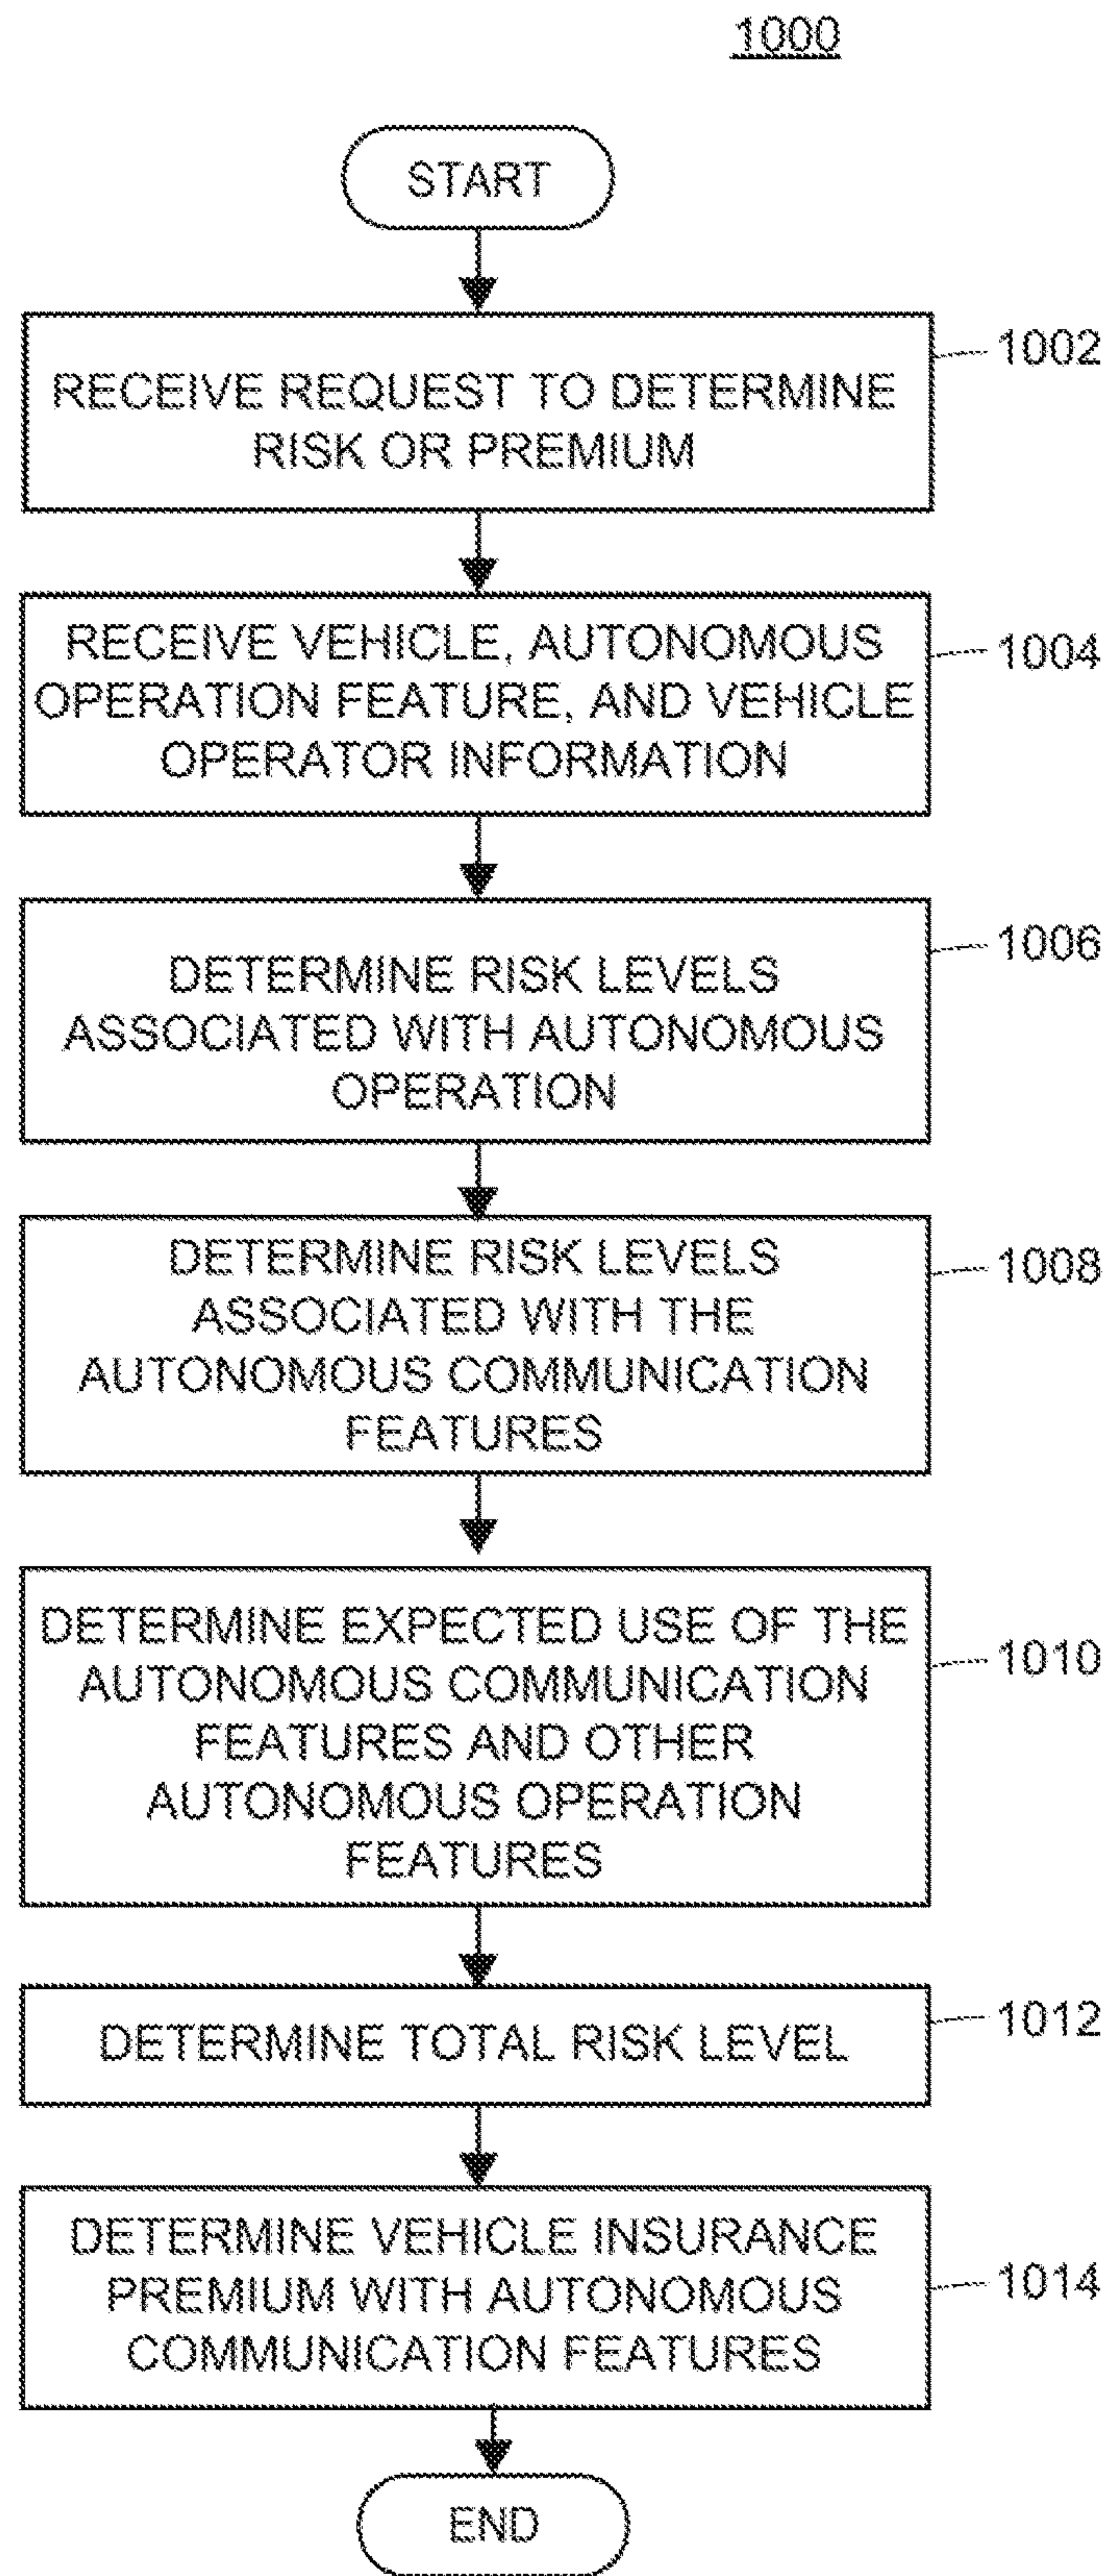 1000
START
RECEIVE REQUEST TO DETERMINE
RISK OR PREMIUM
1002
RECEIVE VEHICLE, AUTONOMOUS
OPERATION FEATURE, AND VEHICLE
OPERATOR INFORMATION
1004
DETERMINE RISK LEVELS
ASSOCIATED WITH AUTONOMOUS
OPERATION
1006
DETERMINE RISK LEVELS
ASSOCIATED WITH THE
AUTONOMOUS COMMUNICATION
FEATURES
1008
DETERMINE EXPECTED USE OF THE
AUTONOMOUS COMMUNICATION
FEATURES AND OTHER
AUTONOMOUS OPERATION
FEATURES
1010
DETERMINE TOTAL RISK LEVEL
1012
DETERMINE VEHICLE INSURANCE
PREMIUM WITH AUTONOMOUS
COMMUNICATION FEATURES
1014
END